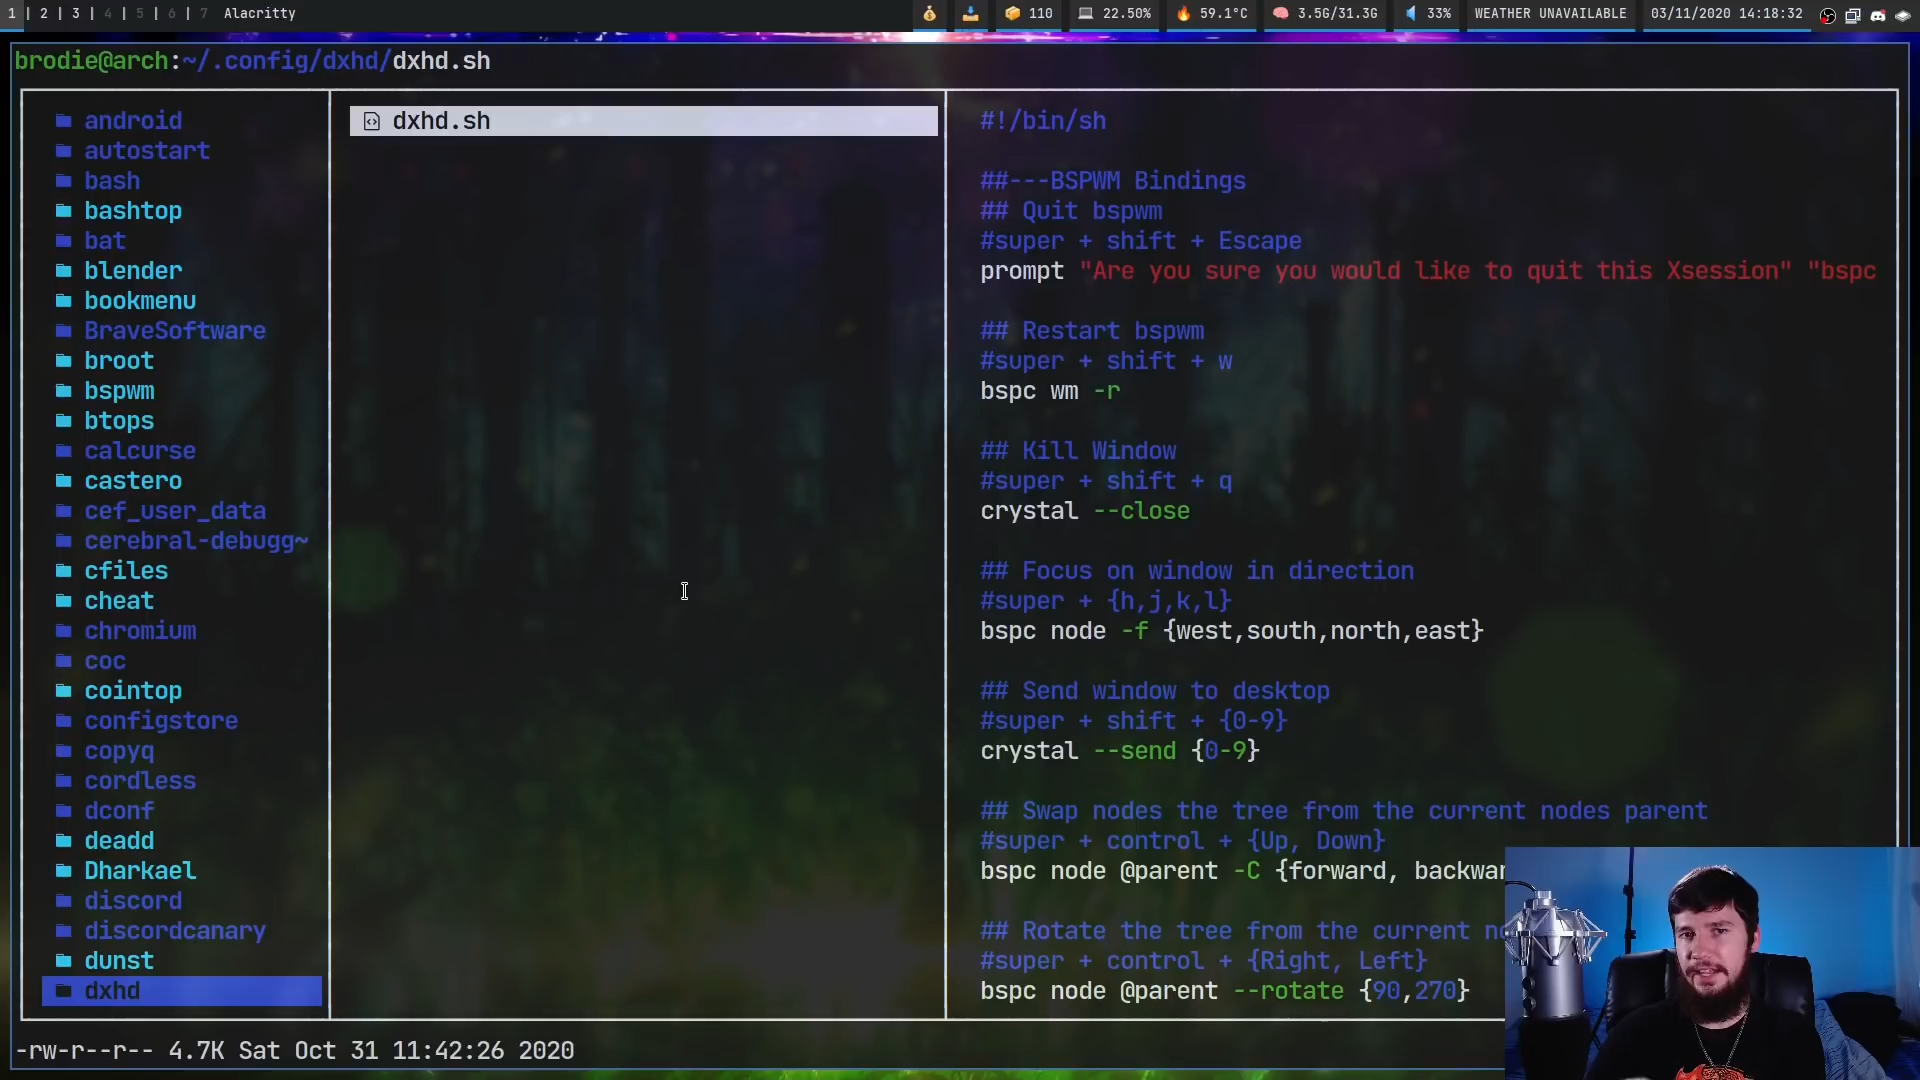 1 | 2 | 3 | 4 | 5 | 6 | 7 Alacritty
110 22.50% 59.1°C 3.5G/31.3G 33% WEATHER UNAVAILABLE 03/11/2020 14:18:32
brodie@arch:~/.config/dxhd/dxhd.sh
android
autostart
bash
bashtop
bat
blender
bookmenu
BraveSoftware
broot
bspwm
btops
calcurse
castero
cef_user_data
cerebral-debugg~
cfiles
cheat
chromium
coc
cointop
configstore
copyq
cordless
dconf
deadd
Dharkael
discord
discordcanary
dunst
dxhd
dxhd.sh
#!/bin/sh
##---BSPWM Bindings
## Quit bspwm
#super + shift + Escape
prompt "Are you sure you would like to quit this Xsession" "bspc
## Restart bspwm
#super + shift + w
bspc wm -r
## Kill Window
#super + shift + q
crystal --close
## Focus on window in direction
#super + {h,j,k,l}
bspc node -f {west,south,north,east}
## Send window to desktop
#super + shift + {0-9}
crystal --send {0-9}
## Swap nodes the tree from the current nodes parent
#super + control + {Up, Down}
bspc node @parent -C {forward, backwar
## Rotate the tree from the current no
#super + control + {Right, Left}
bspc node @parent --rotate {90,270}
-rw-r--r-- 4.7K Sat Oct 31 11:42:26 2020